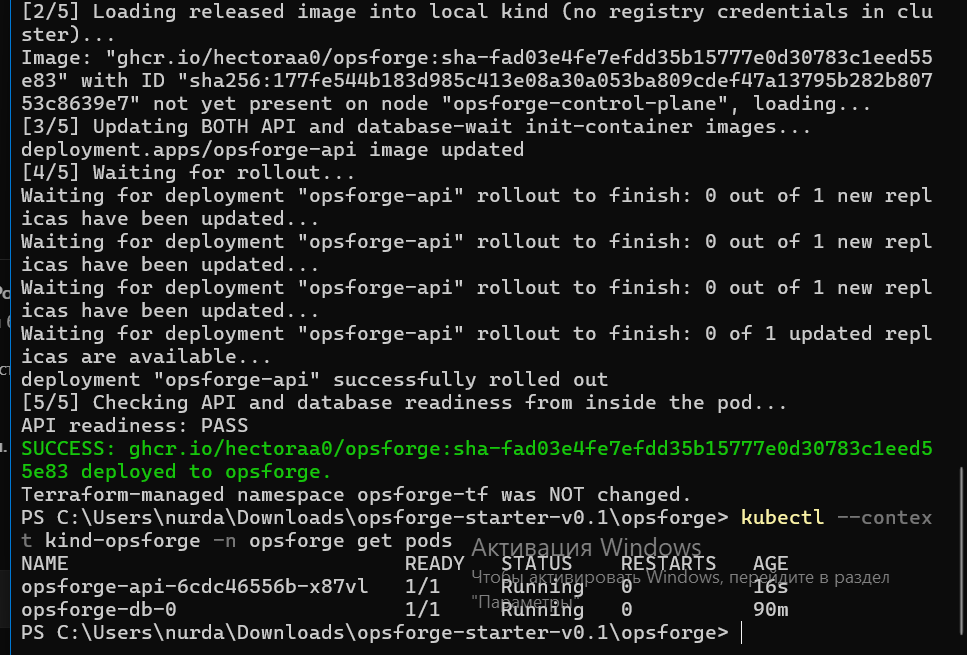 [2/5] Loading released image into local kind (no registry credentials in clu
ster)...
Image: "ghcr.io/hectoraa0/opsforge:sha-fad03e4fe7efdd35b15777e0d30783c1eed55
e83" with ID "sha256:177fe544b183d985c413e08a30a053ba809cdef47a13795b282b807
53c8639e7" not yet present on node "opsforge-control-plane", loading...
[3/5] Updating BOTH API and database-wait init-container images...
deployment.apps/opsforge-api image updated
[4/5] Waiting for rollout...
Waiting for deployment "opsforge-api" rollout to finish: 0 out of 1 new repl
icas have been updated...
Waiting for deployment "opsforge-api" rollout to finish: 0 out of 1 new repl
icas have been updated...
Waiting for deployment "opsforge-api" rollout to finish: 0 out of 1 new repl
icas have been updated...
Waiting for deployment "opsforge-api" rollout to finish: 0 of 1 updated repl
icas are available...
deployment "opsforge-api" successfully rolled out
[5/5] Checking API and database readiness from inside the pod...
API readiness: PASS
SUCCESS: ghcr.io/hectoraa0/opsforge:sha-fad03e4fe7efdd35b15777e0d30783c1eed5
5e83 deployed to opsforge.
Terraform-managed namespace opsforge-tf was NOT changed.
PS C:\Users\nurda\Downloads\opsforge-starter-v0.1\opsforge> kubectl --contex
t kind-opsforge -n opsforge get pods
Активация Windows
NAME READY STATUS RESTARTS AGE
Чтобы активировать Windows, перейдите в раздел
opsforge-api-6cdc46556b-x87vl 1/1 Running 0 16s
"Параметры".
opsforge-db-0 1/1 Running 0 90m
PS C:\Users\nurda\Downloads\opsforge-starter-v0.1\opsforge>